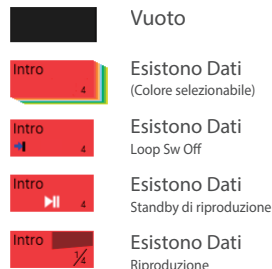 Vuoto
Intro
4
Esistono Dati
(Colore selezionabile)
Intro
4
Esistono Dati
Loop Sw Off
Intro
4
Esistono Dati
Standby di riproduzione
Intro
1/4
Esistono Dati
Riproduzione